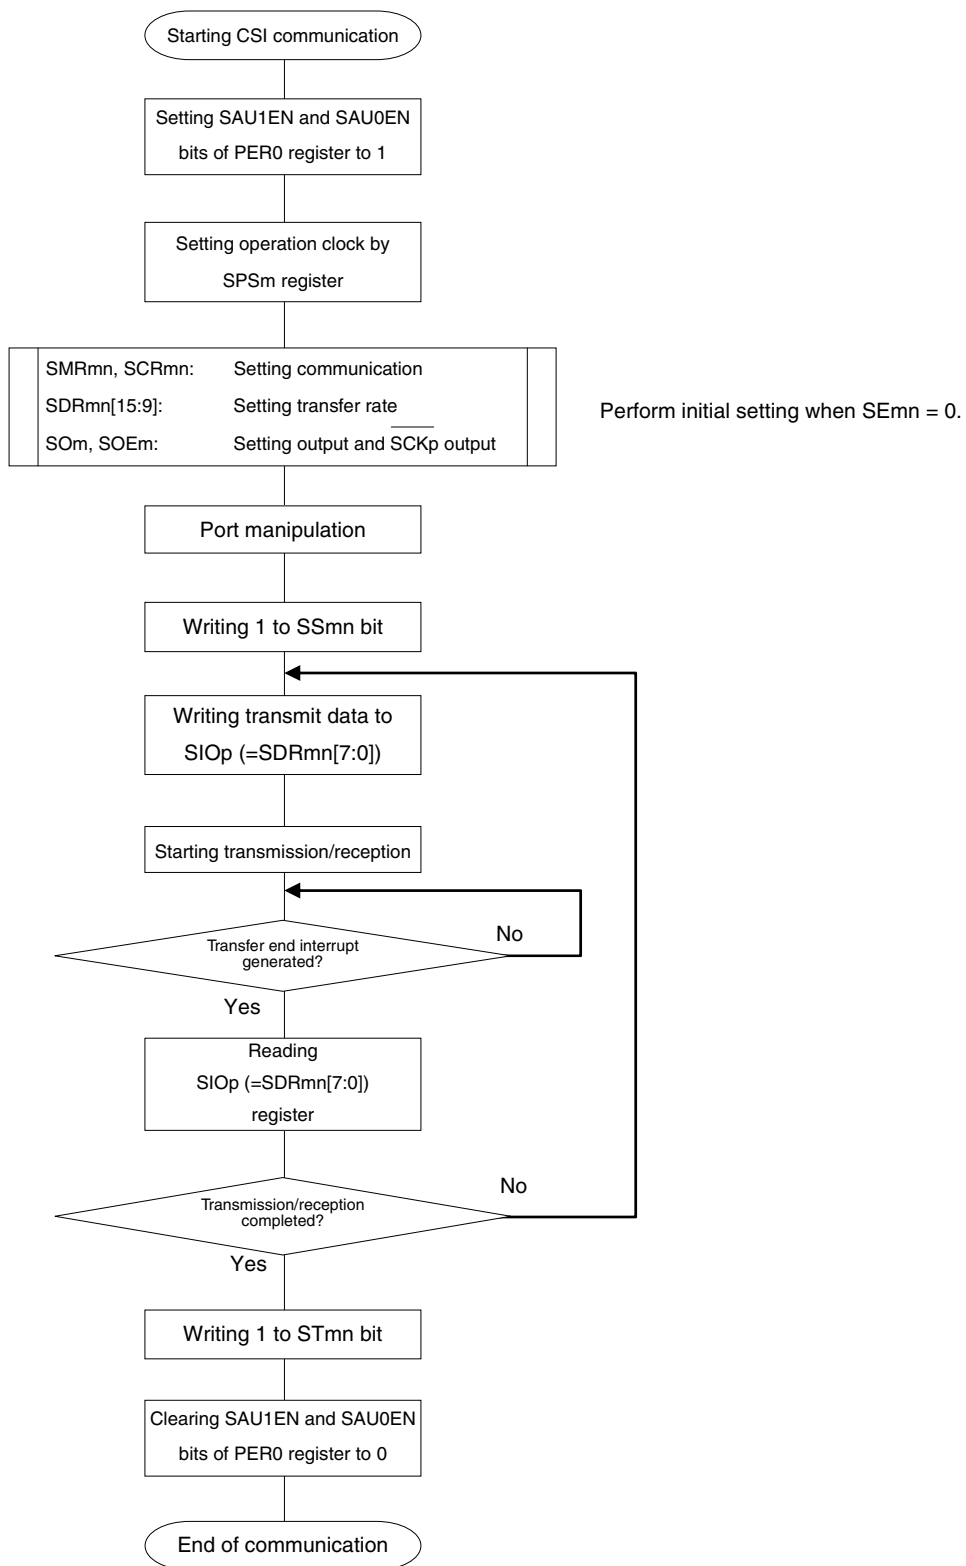 Starting CSI communication
Setting SAU1EN and SAU0EN
bits of PER0 register to 1
Setting operation clock by
SPSm register
SMRmn, SCRmn: Setting communication
SDRmn[15:9]: Setting transfer rate
SOm, SOEm: Setting output and S̅C̅K̅p̅ output
Perform initial setting when SEmn = 0.
Port manipulation
Writing 1 to SSmn bit
Writing transmit data to
SIOp (=SDRmn[7:0])
Starting transmission/reception
Transfer end interrupt
generated?
No
Yes
Reading
SIOp (=SDRmn[7:0])
register
Transmission/reception
completed?
No
Yes
Writing 1 to STmn bit
Clearing SAU1EN and SAU0EN
bits of PER0 register to 0
End of communication